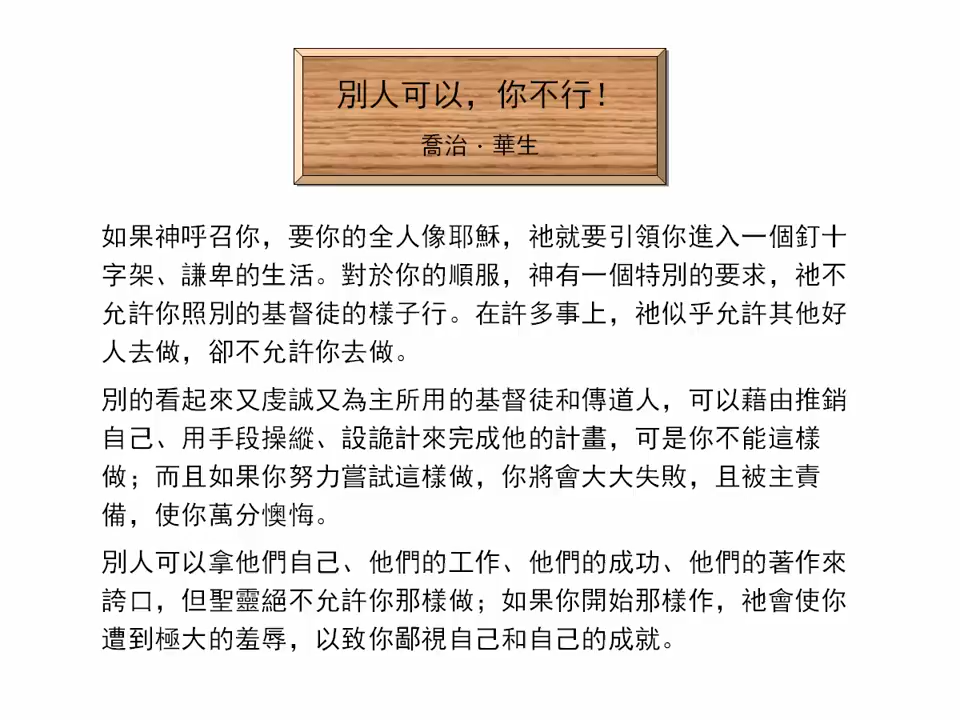 別人可以，你不行！
喬治．華生
如果神呼召你，要你的全人像耶穌，祂就要引領你進入一個釘十
字架、謙卑的生活。對於你的順服，神有一個特別的要求，祂不
允許你照別的基督徒的樣子行。在許多事上，祂似乎允許其他好
人去做，卻不允許你去做。
別的看起來又虔誠又為主所用的基督徒和傳道人，可以藉由推銷
自己、用手段操縱、設詭計來完成他的計畫，可是你不能這樣
做；而且如果你努力嘗試這樣做，你將會大大失敗，且被主責
備，使你萬分懊悔。
別人可以拿他們自己、他們的工作、他們的成功、他們的著作來
誇口，但聖靈絕不允許你那樣做；如果你開始那樣作，祂會使你
遭到極大的羞辱，以致你鄙視自己和自己的成就。